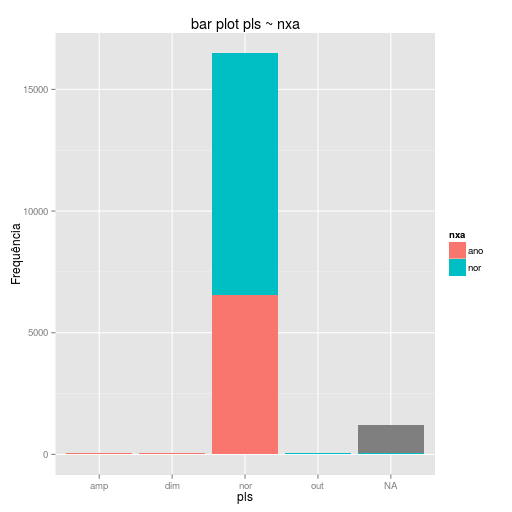 bar plot pls ~ nxa
Frequência
15000
10000
5000
0
amp dim nor out NA
pls
nxa
ano
nor